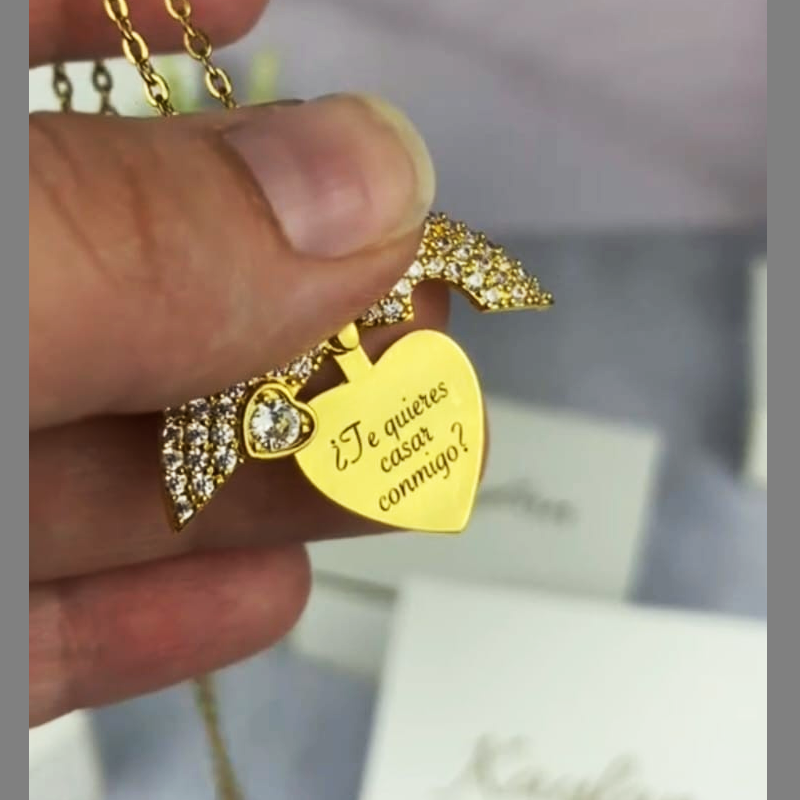 ¿Te quieres
casar
conmigo?